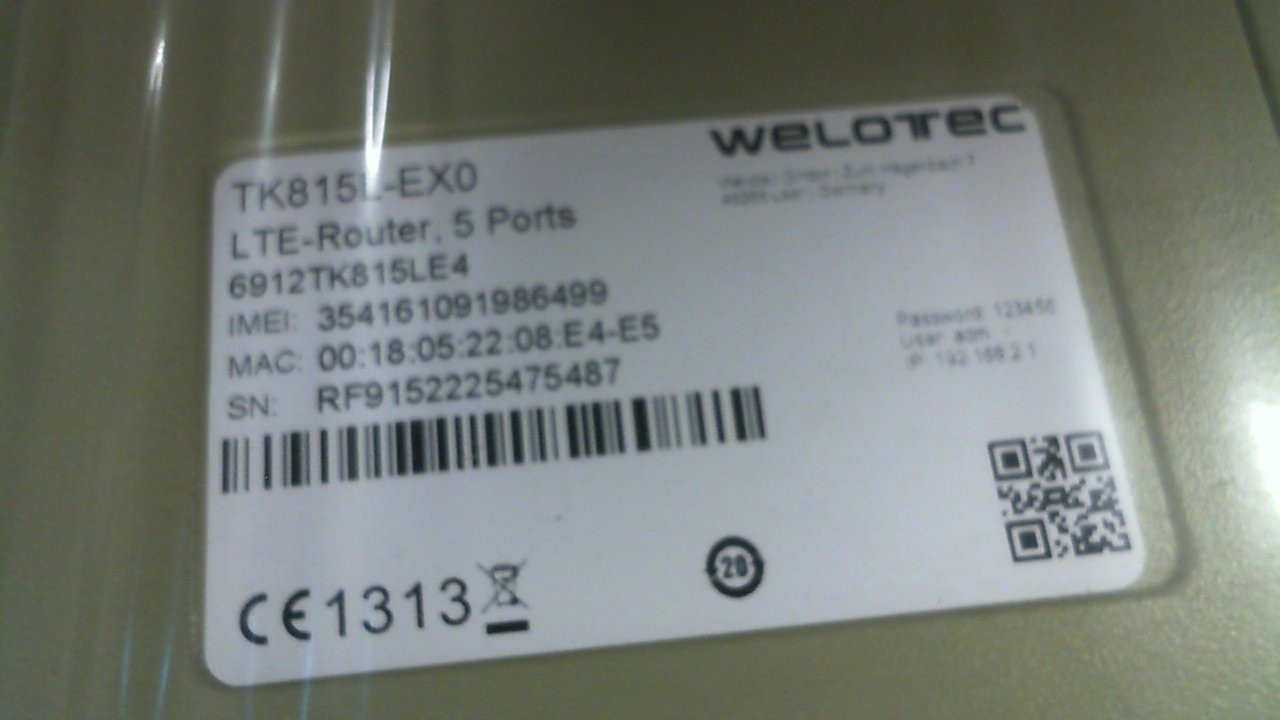 WELOTEC
TK815L-EX0
LTE-Router, 5 Ports
6912TK815LE4
IMEI: 354161091986499
MAC: 00:18:05:22:08:E4-E5
SN: RF9152225475487
Password: 123456
User: adm
IP: 192.168.2.1
CE1313
20